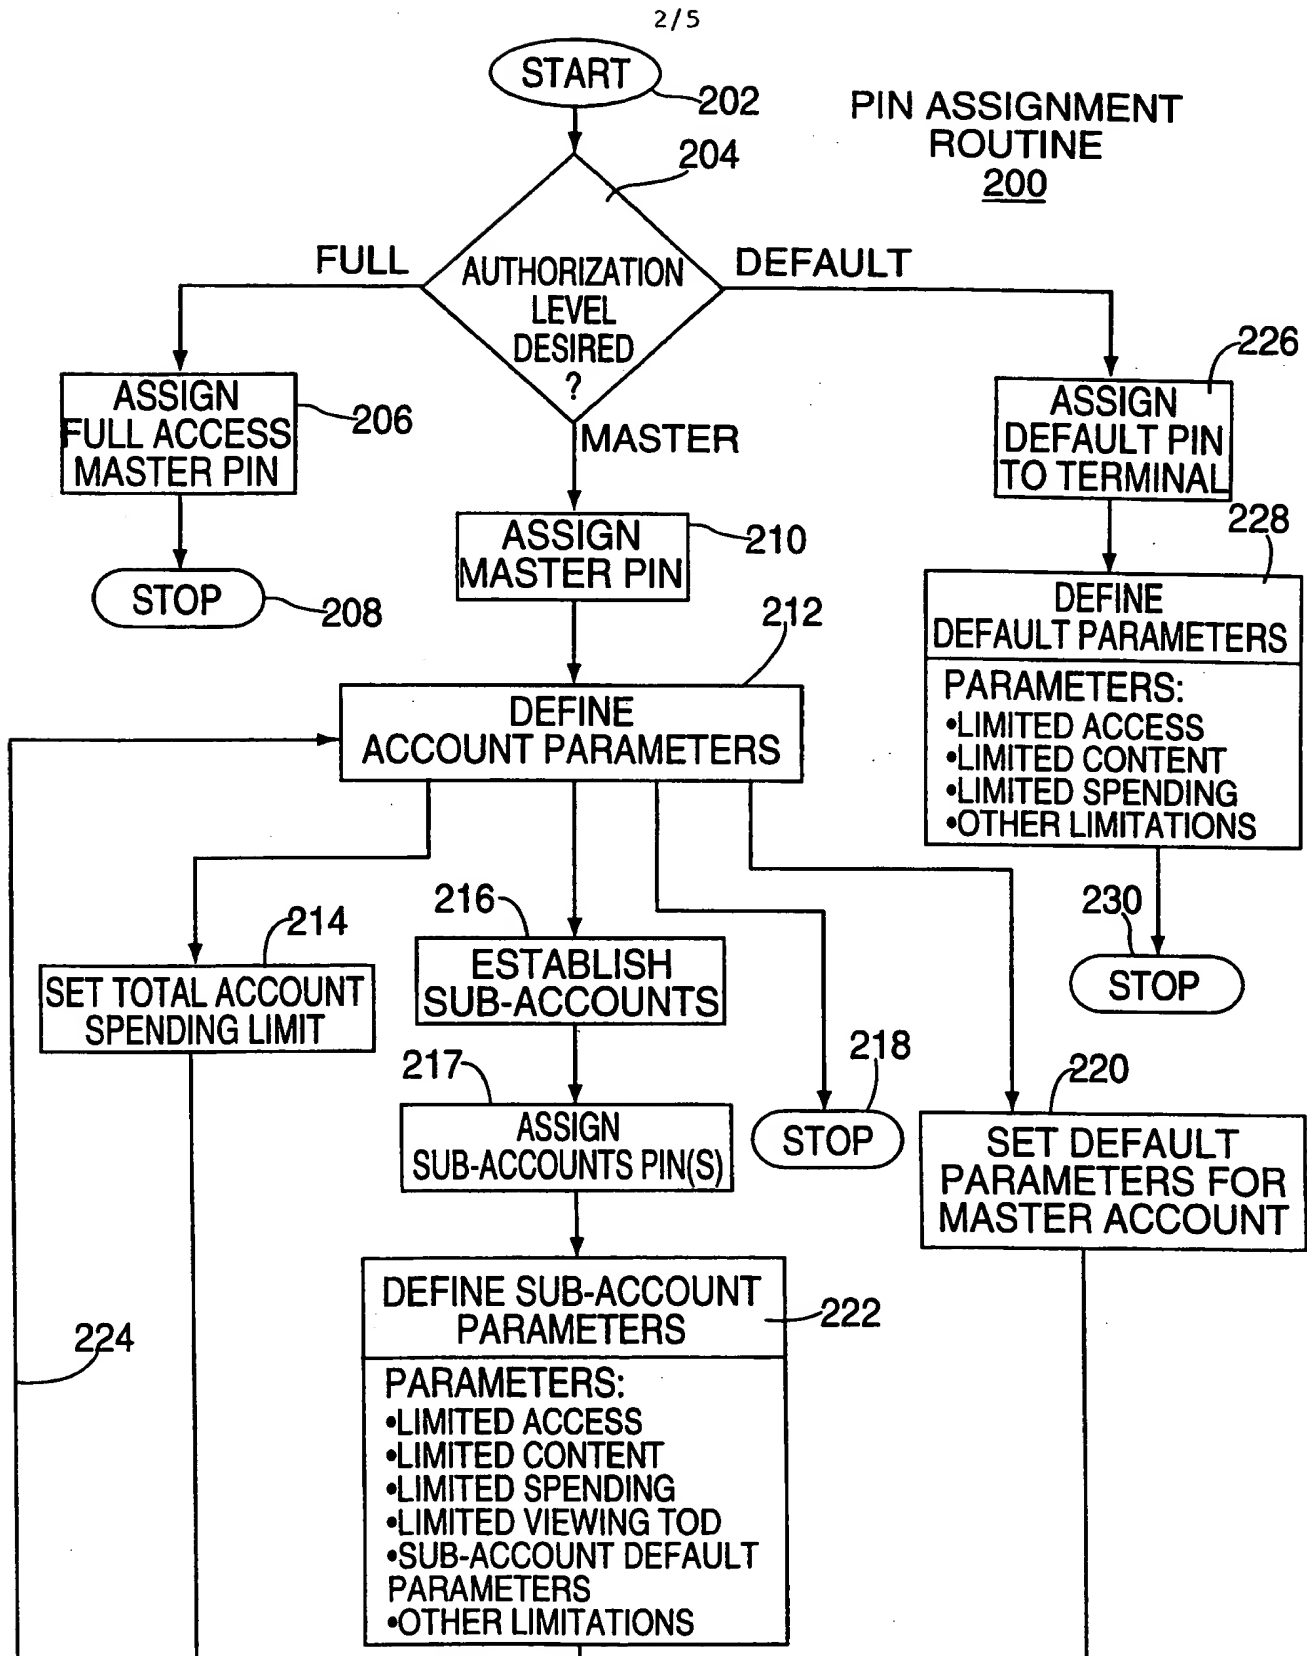 2/5
START
202
PIN ASSIGNMENT
ROUTINE
200
204
FULL
AUTHORIZATION
LEVEL
DESIRED
?
DEFAULT
MASTER
ASSIGN
FULL ACCESS
MASTER PIN
206
STOP
208
ASSIGN
MASTER PIN
210
226
ASSIGN
DEFAULT PIN
TO TERMINAL
228
DEFINE
DEFAULT PARAMETERS
PARAMETERS:
•LIMITED ACCESS
•LIMITED CONTENT
•LIMITED SPENDING
•OTHER LIMITATIONS
230
STOP
212
DEFINE
ACCOUNT PARAMETERS
214
SET TOTAL ACCOUNT
SPENDING LIMIT
216
ESTABLISH
SUB-ACCOUNTS
217
ASSIGN
SUB-ACCOUNTS PIN(S)
218
STOP
220
SET DEFAULT
PARAMETERS FOR
MASTER ACCOUNT
DEFINE SUB-ACCOUNT
PARAMETERS
222
PARAMETERS:
•LIMITED ACCESS
•LIMITED CONTENT
•LIMITED SPENDING
•LIMITED VIEWING TOD
•SUB-ACCOUNT DEFAULT
PARAMETERS
•OTHER LIMITATIONS
224